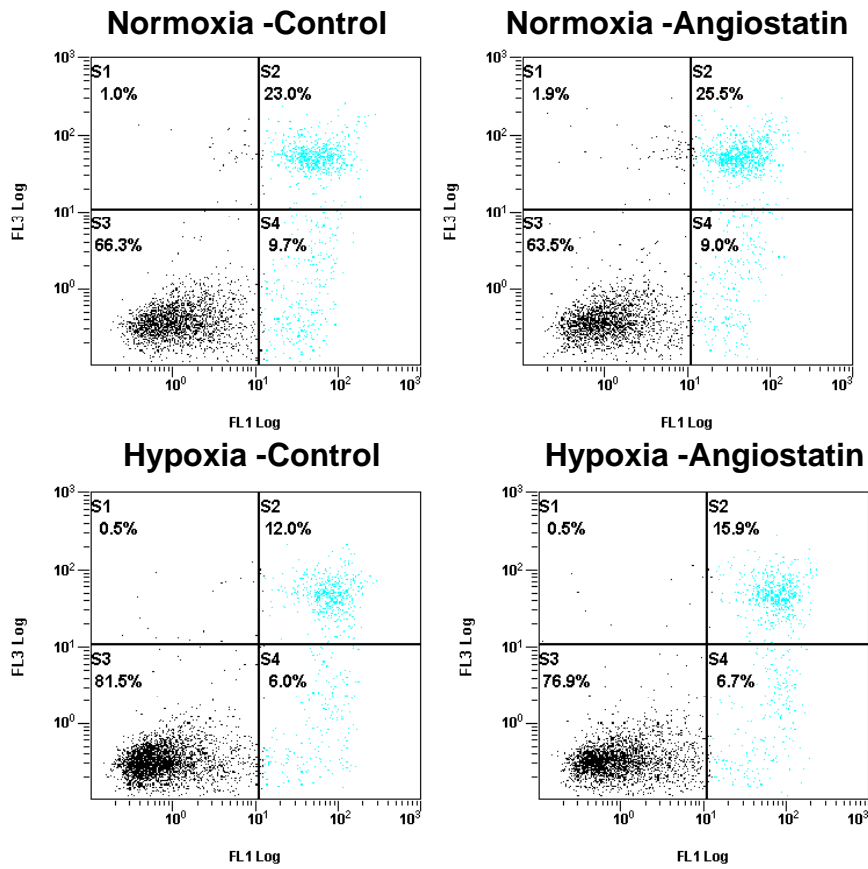 Normoxia -Control
10³
S1
1.0%
S2
23.0%
10²
FL3 Log
10¹
S3
66.3%
S4
9.7%
10⁰
10⁰ 10¹ 10² 10³
FL1 Log
Normoxia -Angiostatin
10³
S1
1.9%
S2
25.5%
10²
FL3 Log
10¹
S3
63.5%
S4
9.0%
10⁰
10⁰ 10¹ 10² 10³
FL1 Log
Hypoxia -Control
10³
S1
0.5%
S2
12.0%
10²
FL3 Log
10¹
S3
81.5%
S4
6.0%
10⁰
10⁰ 10¹ 10² 10³
FL1 Log
Hypoxia -Angiostatin
10³
S1
0.5%
S2
15.9%
10²
FL3 Log
10¹
S3
76.9%
S4
6.7%
10⁰
10⁰ 10¹ 10² 10³
FL1 Log